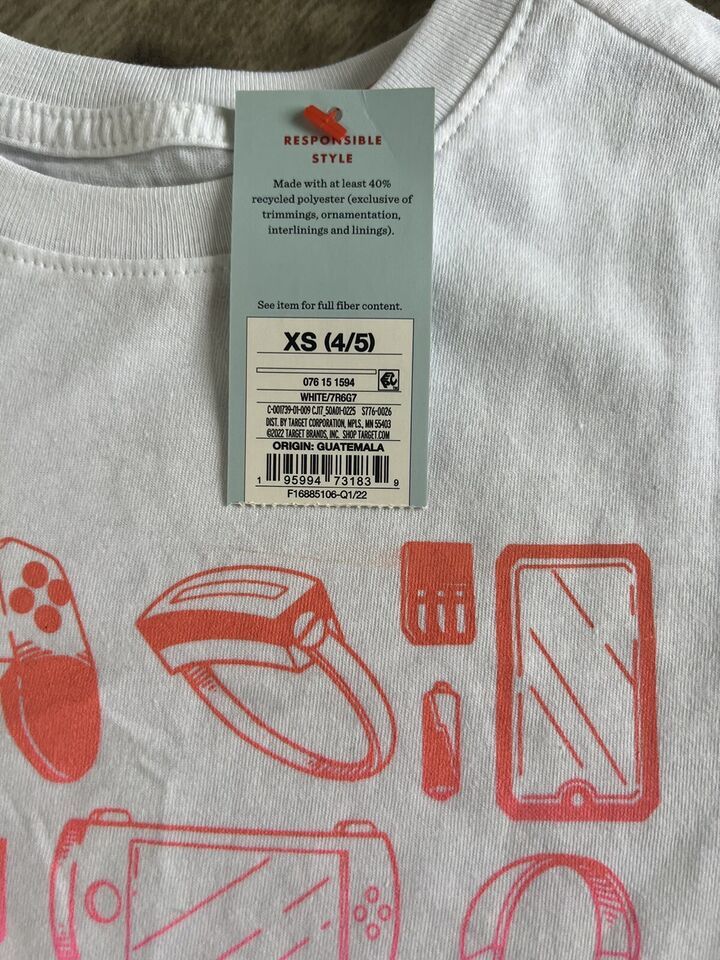 RESPONSIBLE
STYLE
Made with at least 40%
recycled polyester (exclusive of
trimmings, ornamentation,
interlinings and linings).
See item for full fiber content.
XS (4/5)
076 15 1594
WHITE/7R6G7
C-001739-01-009 CJ17_50A01-0225 S776-0026
DIST. BY TARGET CORPORATION, MPLS., MN 55403
©2022 TARGET BRANDS, INC. SHOP TARGET.COM
ORIGIN: GUATEMALA
1 95994 73183 9
F16885106-Q1/22